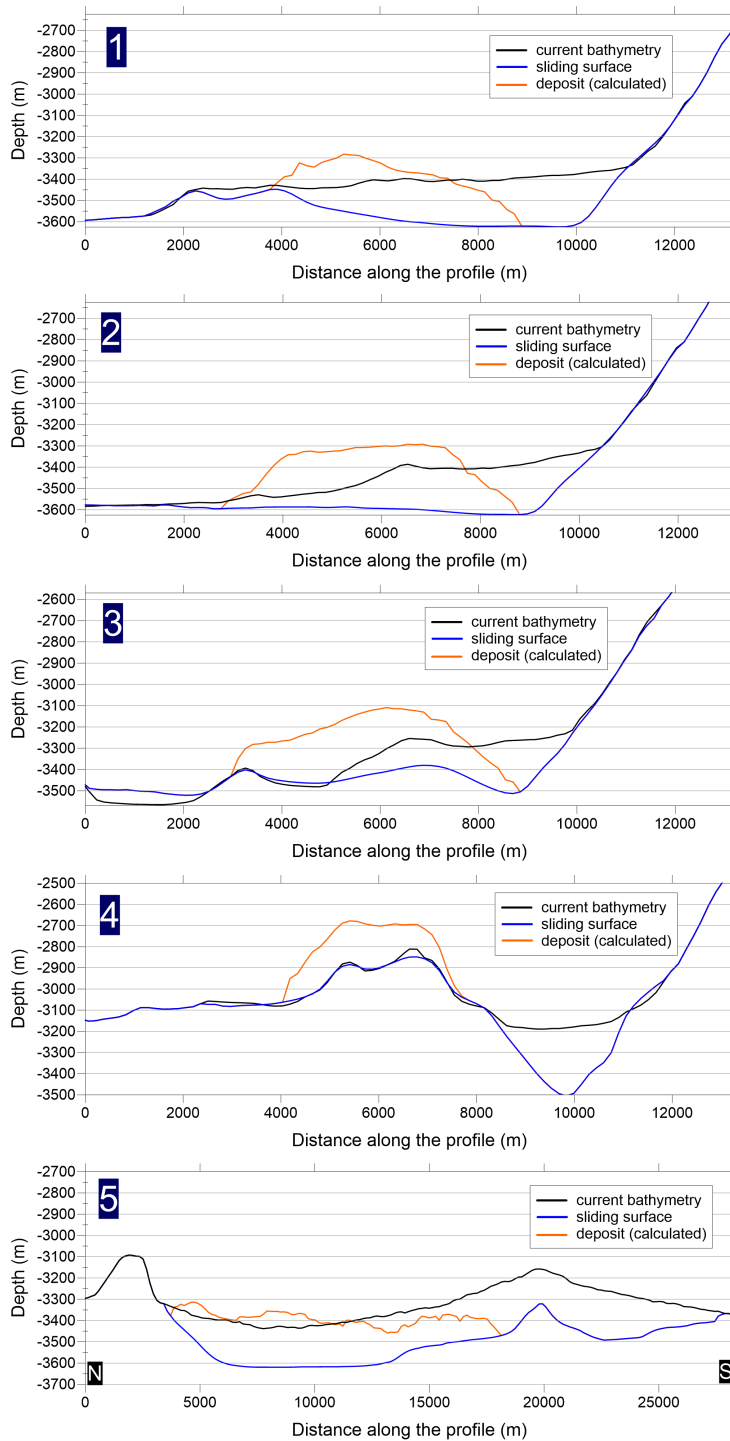 1
current bathymetry
sliding surface
deposit (calculated)
Depth (m)
-2700
-2800
-2900
-3000
-3100
-3200
-3300
-3400
-3500
-3600
0 2000 4000 6000 8000 10000 12000
Distance along the profile (m)
2
current bathymetry
sliding surface
deposit (calculated)
Depth (m)
-2700
-2800
-2900
-3000
-3100
-3200
-3300
-3400
-3500
-3600
0 2000 4000 6000 8000 10000 12000
Distance along the profile (m)
3
current bathymetry
sliding surface
deposit (calculated)
Depth (m)
-2600
-2700
-2800
-2900
-3000
-3100
-3200
-3300
-3400
-3500
0 2000 4000 6000 8000 10000 12000
Distance along the profile (m)
4
current bathymetry
sliding surface
deposit (calculated)
Depth (m)
-2500
-2600
-2700
-2800
-2900
-3000
-3100
-3200
-3300
-3400
-3500
0 2000 4000 6000 8000 10000 12000
Distance along the profile (m)
5
current bathymetry
sliding surface
deposit (calculated)
Depth (m)
-2700
-2800
-2900
-3000
-3100
-3200
-3300
-3400
-3500
-3600
-3700
N S
0 5000 10000 15000 20000 25000
Distance along the profile (m)